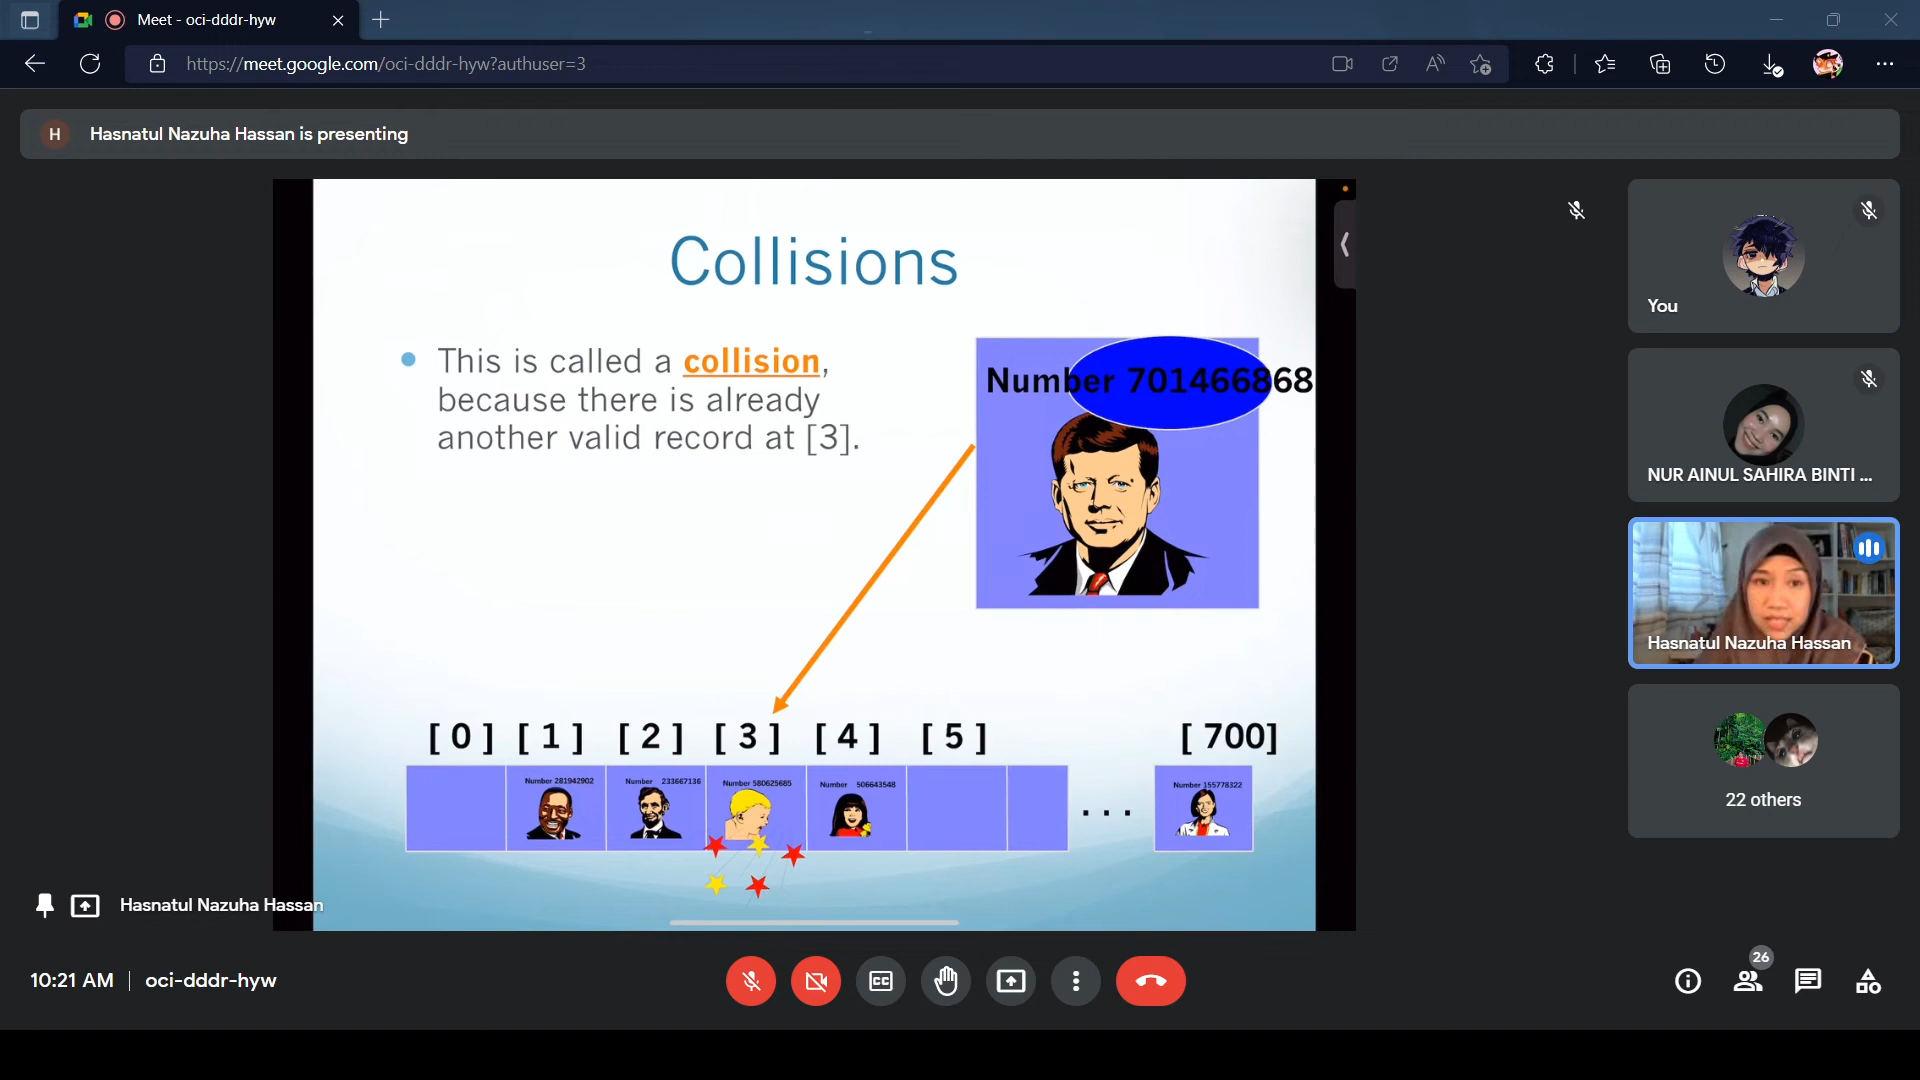 Meet - oci-dddr-hyw
https://meet.google.com/oci-dddr-hyw?authuser=3
H
Hasnatul Nazuha Hassan is presenting
Collisions
This is called a collision,
because there is already
another valid record at [3].
Number 701466868
[ 0 ] [ 1 ] [ 2 ] [ 3 ] [ 4 ] [ 5 ] [ 700]
Number 281942902
Number 233667136
Number 580625685
Number 506643548
. . .
Number 155778322
You
NUR AINUL SAHIRA BINTI ...
Hasnatul Nazuha Hassan
22 others
Hasnatul Nazuha Hassan
10:21 AM | oci-dddr-hyw
CC
26